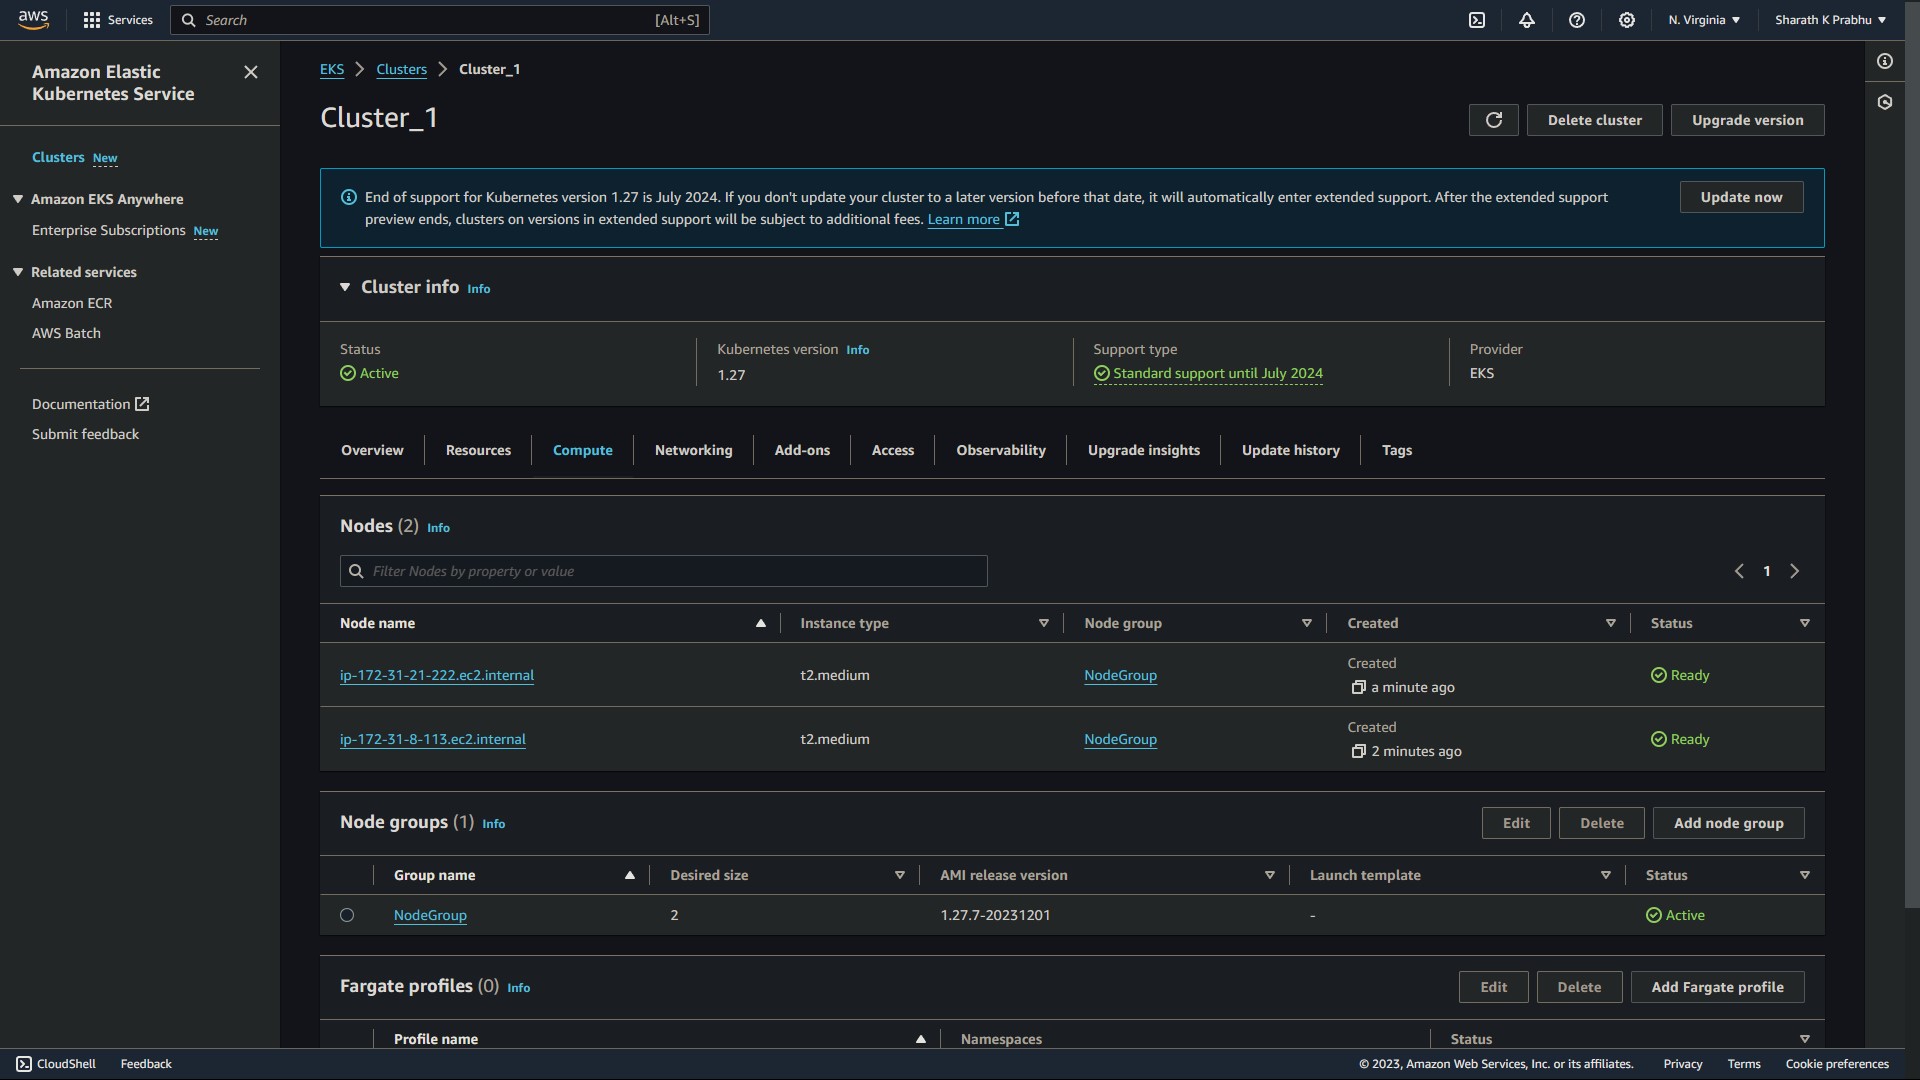 aws
Services
Search
[Alt+S]
N. Virginia
Sharath K Prabhu
Amazon Elastic
Kubernetes Service
Clusters New
Amazon EKS Anywhere
Enterprise Subscriptions New
Related services
Amazon ECR
AWS Batch
Documentation
Submit feedback
EKS
Clusters
Cluster_1
Cluster_1
Delete cluster
Upgrade version
End of support for Kubernetes version 1.27 is July 2024. If you don't update your cluster to a later version before that date, it will automatically enter extended support. After the extended support
preview ends, clusters on versions in extended support will be subject to additional fees. Learn more
Update now
Cluster info Info
Status
Active
Kubernetes version Info
1.27
Support type
Standard support until July 2024
Provider
EKS
Overview
Resources
Compute
Networking
Add-ons
Access
Observability
Upgrade insights
Update history
Tags
Nodes (2) Info
Filter Nodes by property or value
1
Node name
Instance type
Node group
Created
Status
ip-172-31-21-222.ec2.internal
t2.medium
NodeGroup
Created
a minute ago
Ready
ip-172-31-8-113.ec2.internal
t2.medium
NodeGroup
Created
2 minutes ago
Ready
Node groups (1) Info
Edit
Delete
Add node group
Group name
Desired size
AMI release version
Launch template
Status
NodeGroup
2
1.27.7-20231201
-
Active
Fargate profiles (0) Info
Edit
Delete
Add Fargate profile
Profile name
Namespaces
Status
CloudShell
Feedback
© 2023, Amazon Web Services, Inc. or its affiliates.
Privacy
Terms
Cookie preferences